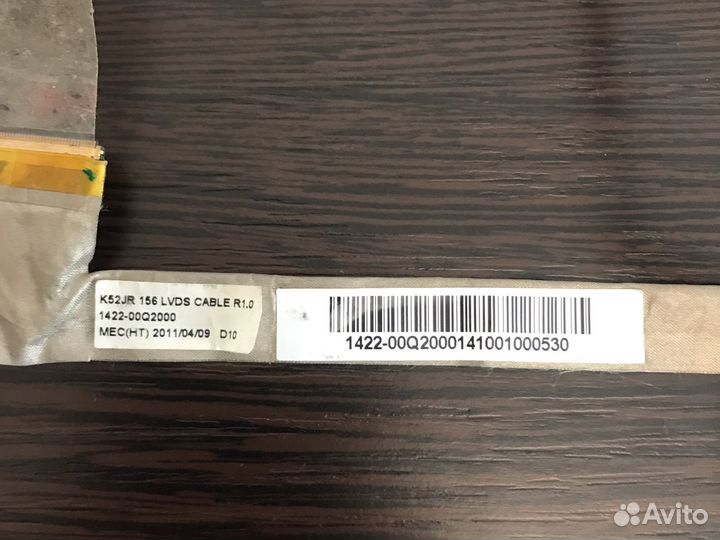 K52JR 156 LVDS CABLE R1.0
1422-00Q2000
MEC(HT) 2011/04/09 D10
1422-00Q2000141001000530
Avito